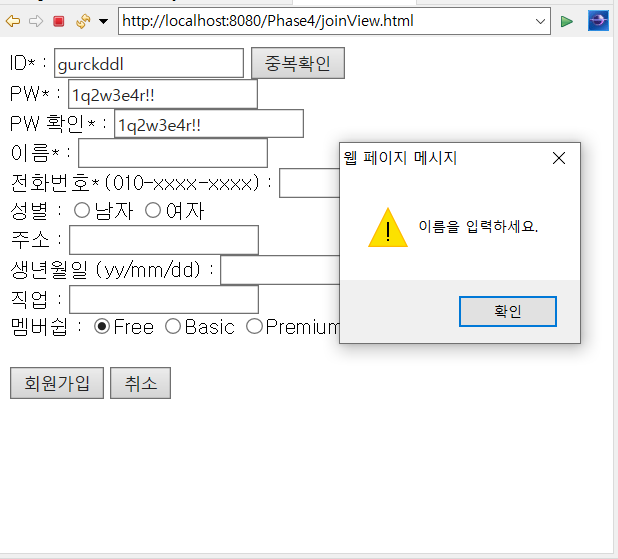 http://localhost:8080/Phase4/joinView.html
ID* : gurckddl 중복확인
PW* : 1q2w3e4r!!
PW 확인* : 1q2w3e4r!!
이름* :
전화번호*(010-xxxx-xxxx) :
성별 : 남자 여자
주소 :
생년월일 (yy/mm/dd) :
직업 :
멤버쉽 : Free Basic Premium
회원가입 취소
웹 페이지 메시지
이름을 입력하세요.
확인